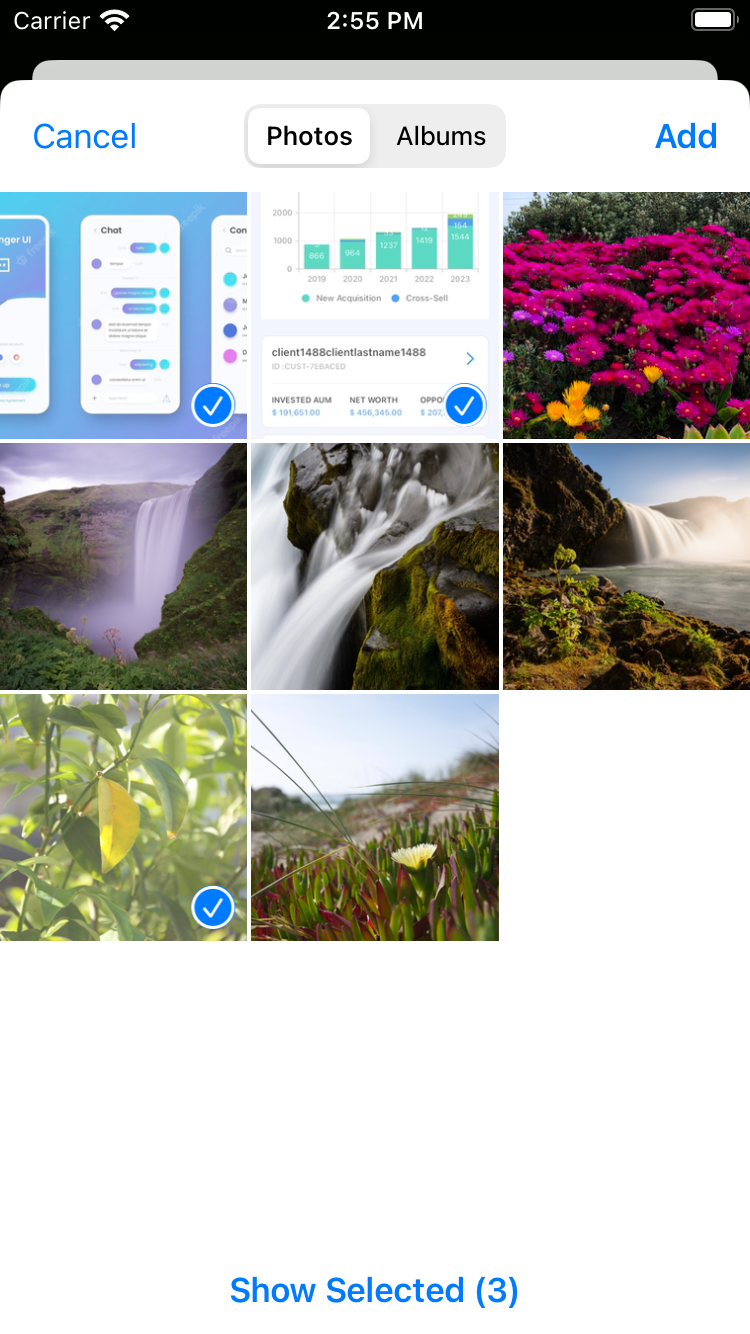 Carrier 2:55 PM
Cancel Photos Albums Add
nger UI
Chat
Con
2000
1000
0
866 964 1237 1419 1544
164
2019 2020 2021 2022 2023
New Acquisition Cross-Sell
client1488clientlastname1488
ID :CUST-7EBACED
INVESTED AUM NET WORTH OPPO
$ 191,651.00 $ 456,345.00 $ 207,
Show Selected (3)